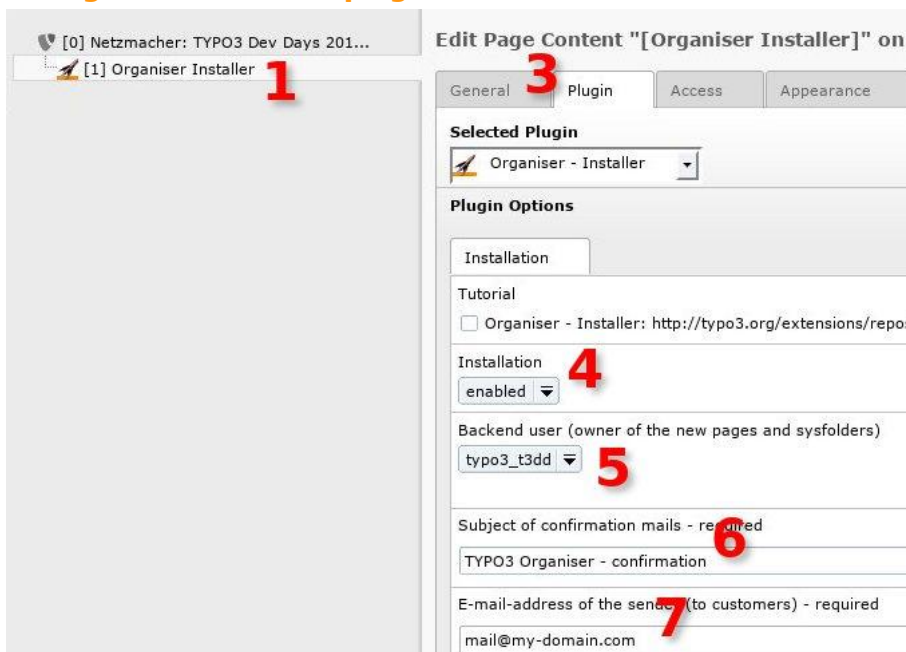 [0] Netzmacher: TYPO3 Dev Days 201...
[1] Organiser Installer
1
Edit Page Content "[Organiser Installer]" on
3
General Plugin Access Appearance
Selected Plugin
Organiser - Installer
Plugin Options
Installation
Tutorial
Organiser - Installer: http://typo3.org/extensions/repos
Installation
4
enabled
Backend user (owner of the new pages and sysfolders)
typo3_t3dd
5
Subject of confirmation mails - required
6
TYPO3 Organiser - confirmation
E-mail-address of the sender (to customers) - required
7
mail@my-domain.com